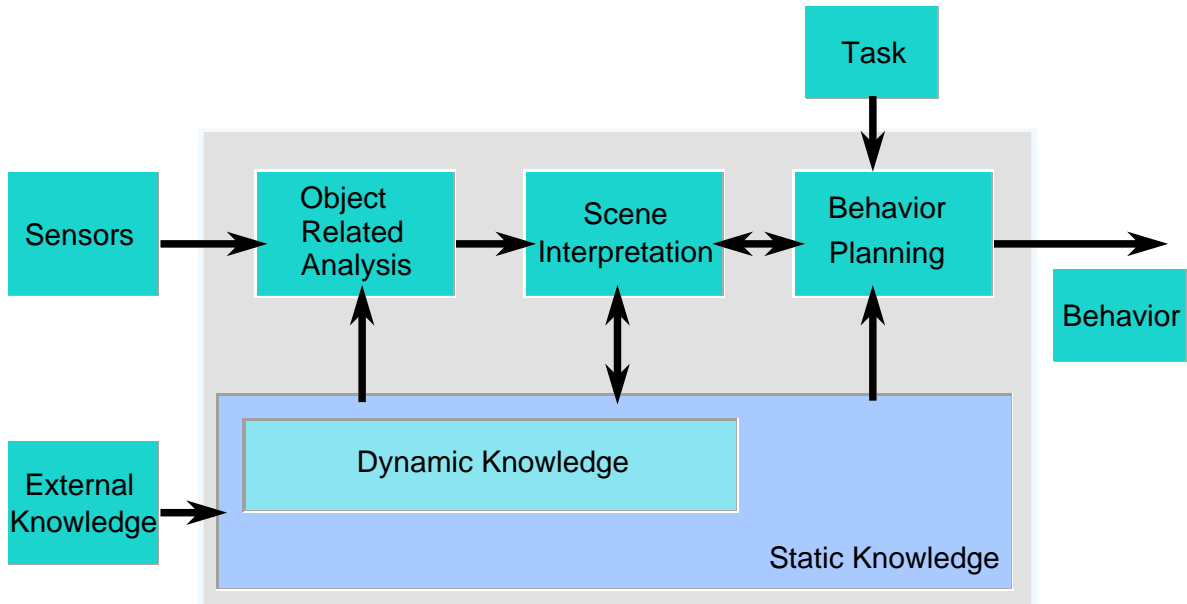 Task
Sensors
Object
Related
Analysis
Scene
Interpretation
Behavior
Planning
Behavior
Dynamic Knowledge
External
Knowledge
Static Knowledge